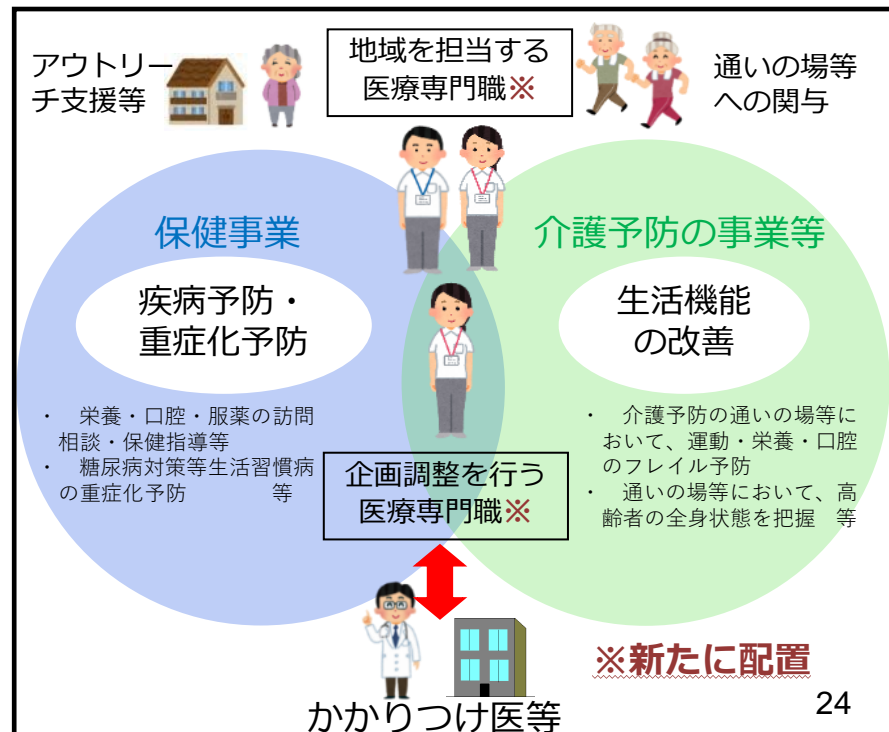 アウトリー
チ支援等
地域を担当する
医療専門職※
通いの場等
への関与
保健事業
疾病予防・
重症化予防
・　栄養・口腔・服薬の訪問
相談・保健指導等
・　糖尿病対策等生活習慣病
の重症化予防　　　等
介護予防の事業等
生活機能
の改善
・　介護予防の通いの場等に
おいて、運動・栄養・口腔
のフレイル予防
・　通いの場等において、高
齢者の全身状態を把握　等
企画調整を行う
医療専門職※
かかりつけ医等
※新たに配置
24